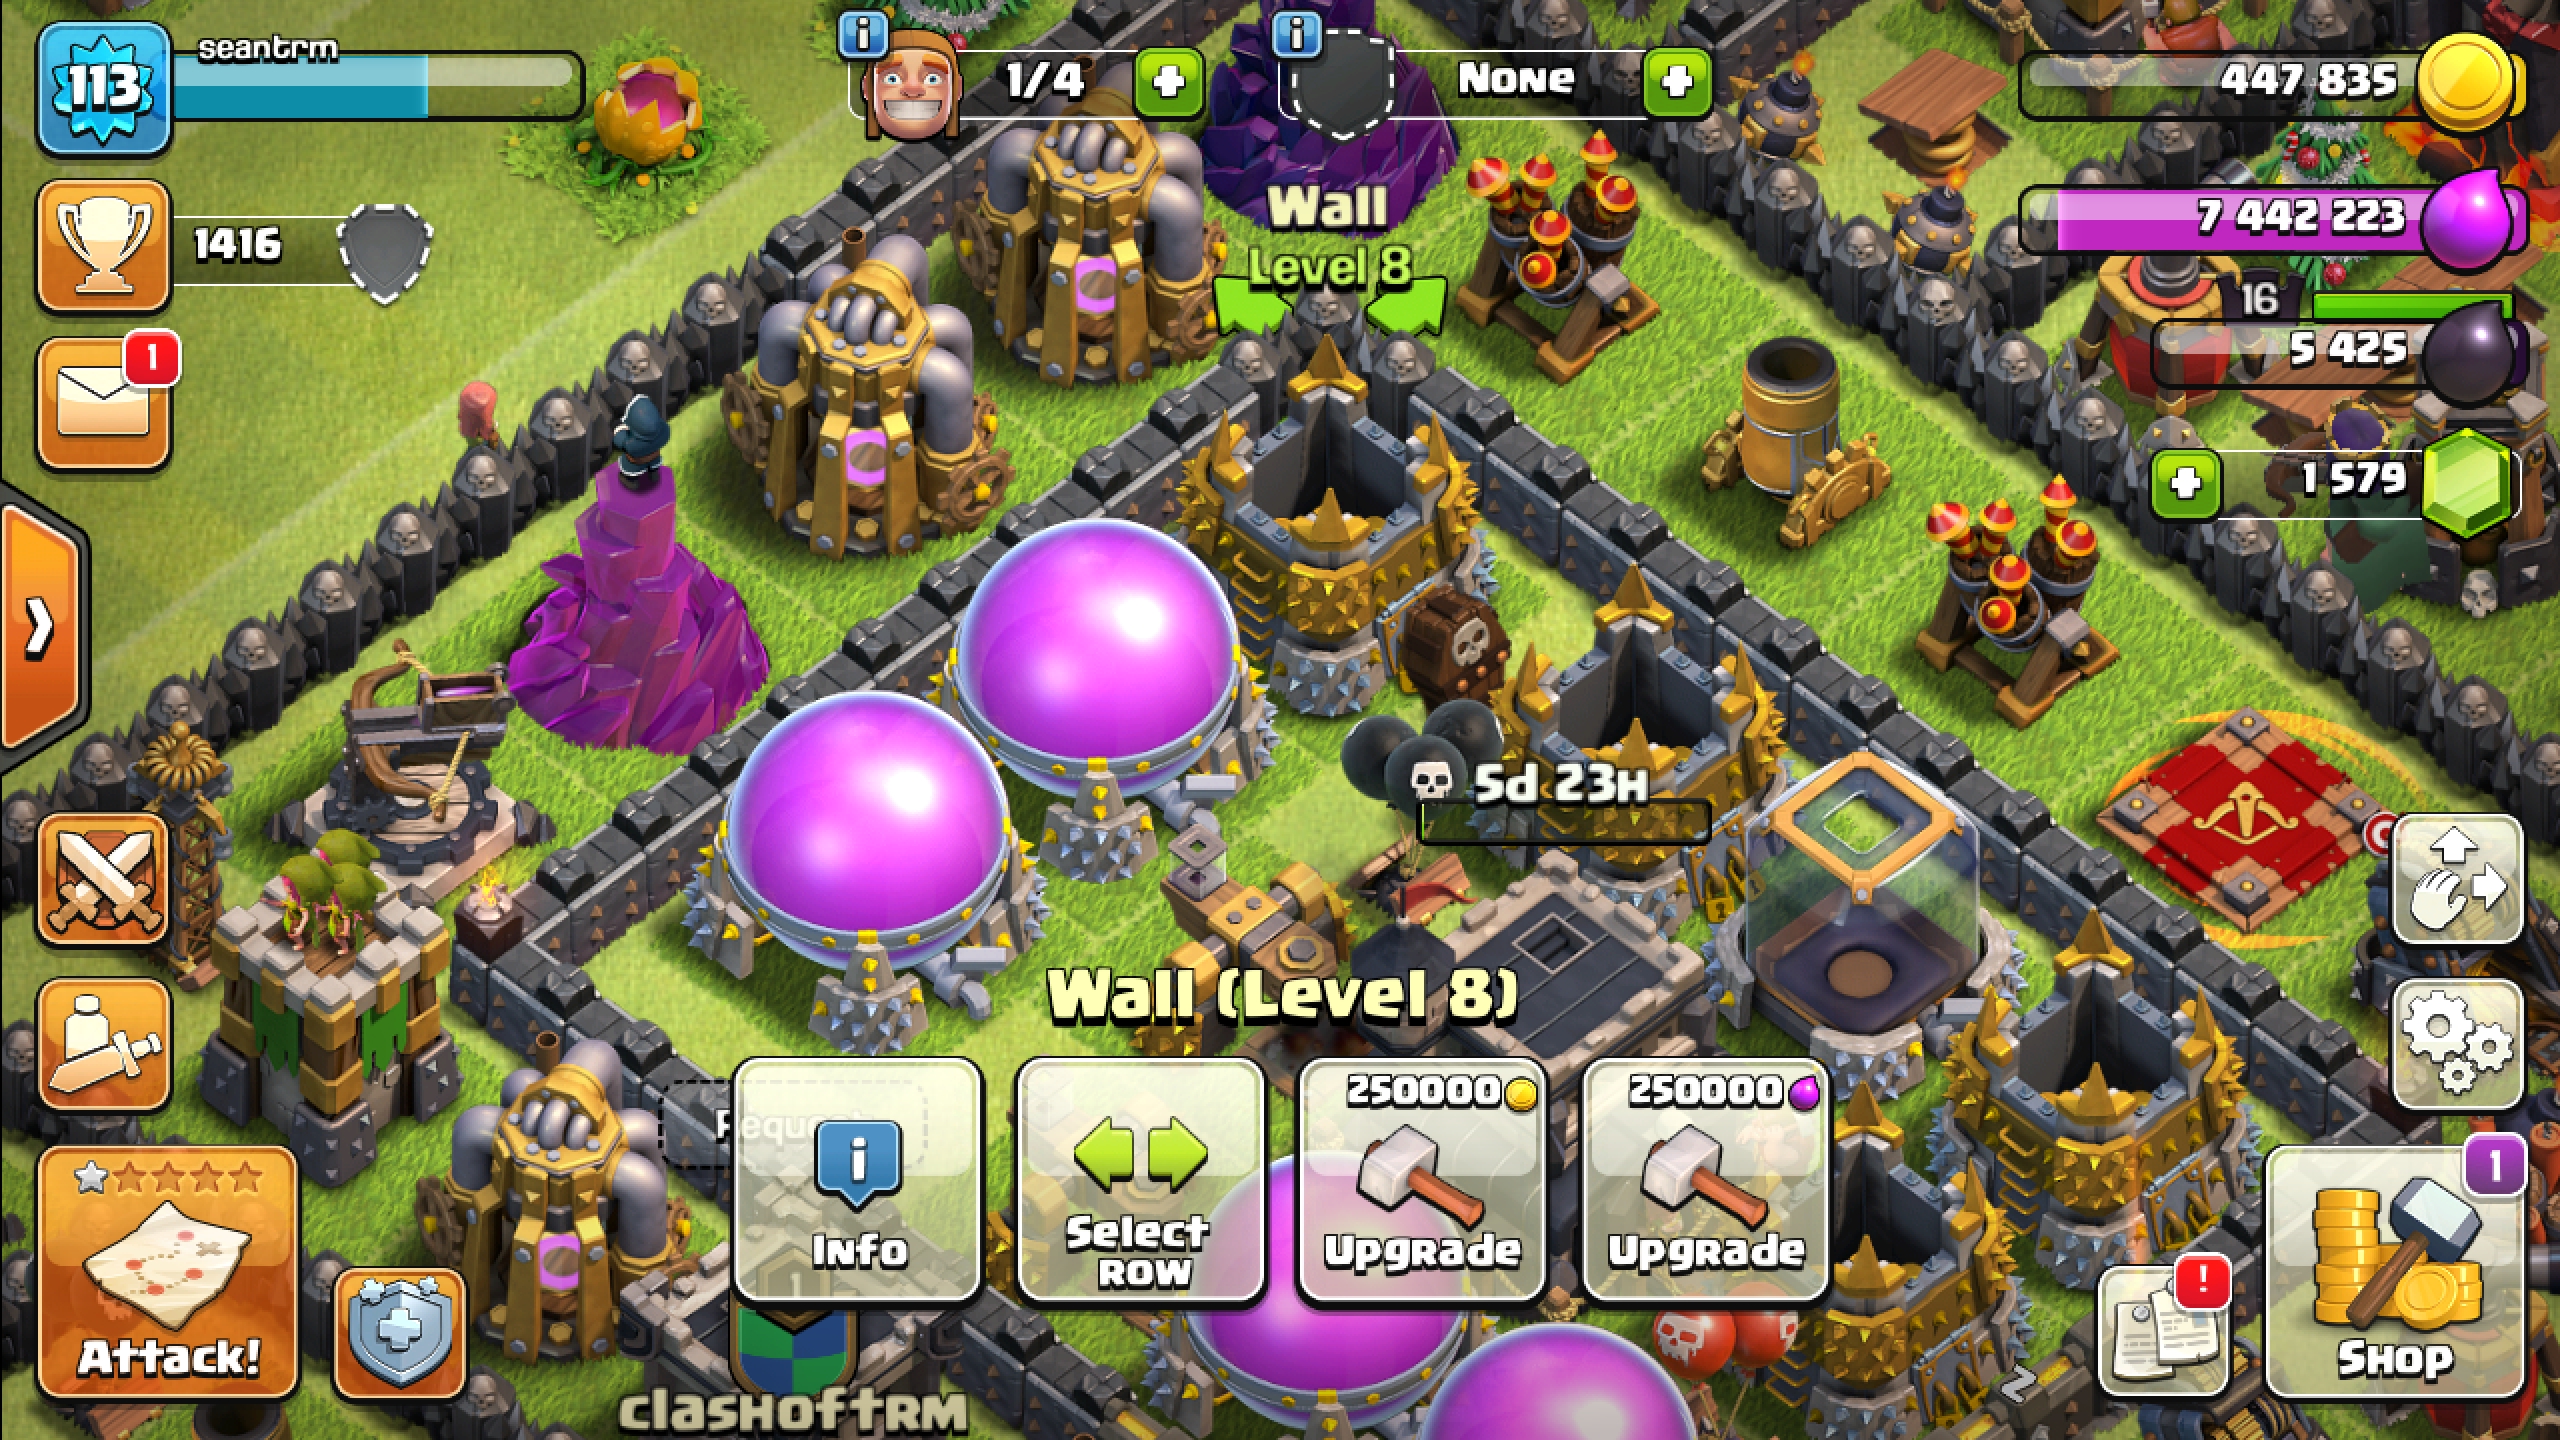 113
seantrm
1/4
None
447 835
1416
Wall
Level 8
7 442 223
16
5 425
1
1 579
5d 23H
Wall (Level 8)
Info
Select
Row
250000
Upgrade
250000
Upgrade
1
Attack!
Shop
clashoftrm